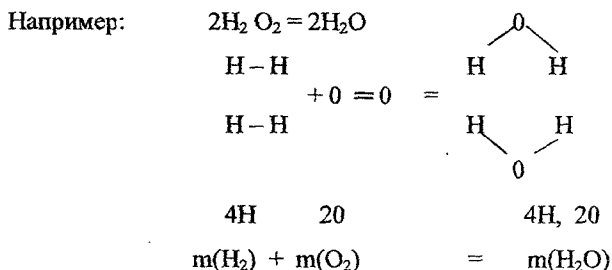 Например: 2H₂ O₂ = 2H₂O
H – H 0
H H
+ 0 = 0 =
H – H H H
0
4H 20 4H, 20
m(H₂) + m(O₂) = m(H₂O)